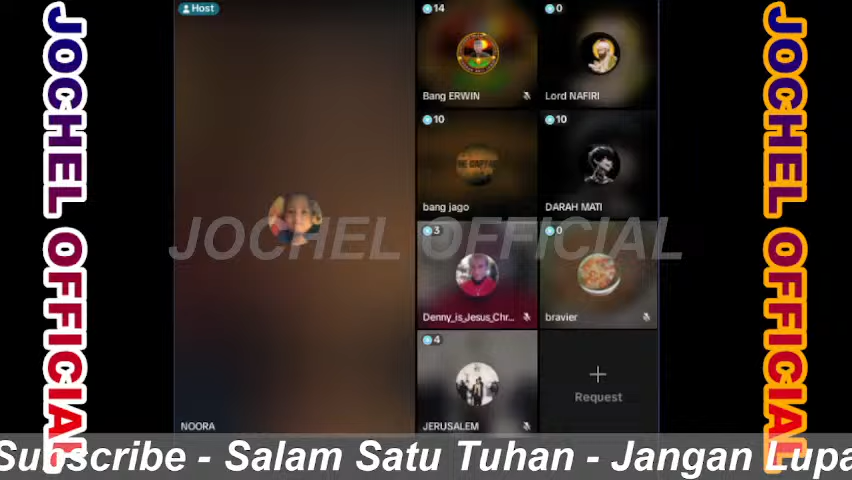 JOCHEL OFFICIAL
Host
14
0
Bang ERWIN
Lord NAFIRI
10
10
bang jago
DARAH MATI
JOCHEL OFFICIAL
3
0
Denny_is_Jesus_Chr...
bravier
4
Request
NOORA
JERUSALEM
JOCHEL OFFICIAL
Subscribe - Salam Satu Tuhan - Jangan Lupa